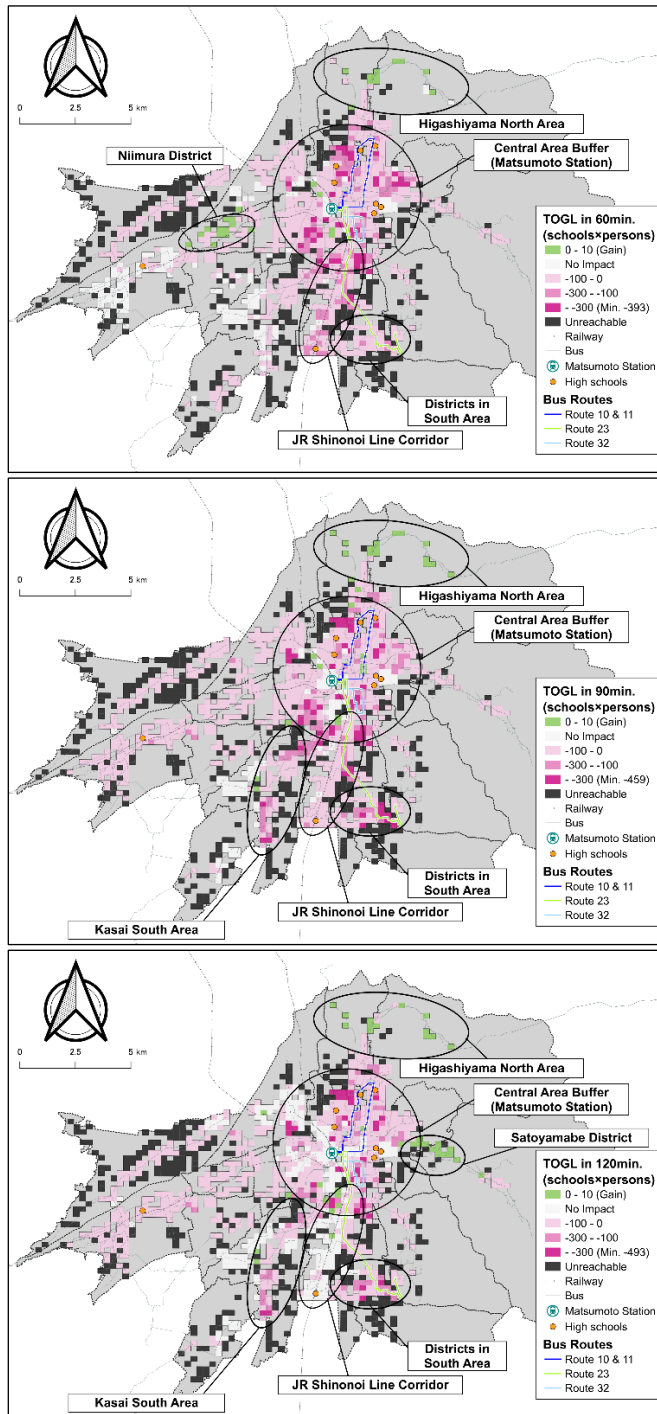 0
2.5
5 km
Higashiyama North Area
Niimura District
Central Area Buffer
(Matsumoto Station)
TOGL in 60min.
(schools×persons)
0 - 10 (Gain)
No Impact
-100 - 0
-300 - -100
- -300 (Min. -393)
Unreachable
Railway
Bus
Matsumoto Station
High schools
Bus Routes
Route 10 & 11
Route 23
Route 32
Districts in
South Area
JR Shinonoi Line Corridor
0
2.5
5 km
Higashiyama North Area
Central Area Buffer
(Matsumoto Station)
TOGL in 90min.
(schools×persons)
0 - 10 (Gain)
No Impact
-100 - 0
-300 - -100
- -300 (Min. -459)
Unreachable
Railway
Bus
Matsumoto Station
High schools
Bus Routes
Route 10 & 11
Route 23
Route 32
Districts in
South Area
JR Shinonoi Line Corridor
Kasai South Area
0
2.5
5 km
Higashiyama North Area
Central Area Buffer
(Matsumoto Station)
Satoyamabe District
TOGL in 120min.
(schools×persons)
0 - 10 (Gain)
No Impact
-100 - 0
-300 - -100
- -300 (Min. -493)
Unreachable
Railway
Bus
Matsumoto Station
High schools
Bus Routes
Route 10 & 11
Route 23
Route 32
Districts in
South Area
JR Shinonoi Line Corridor
Kasai South Area